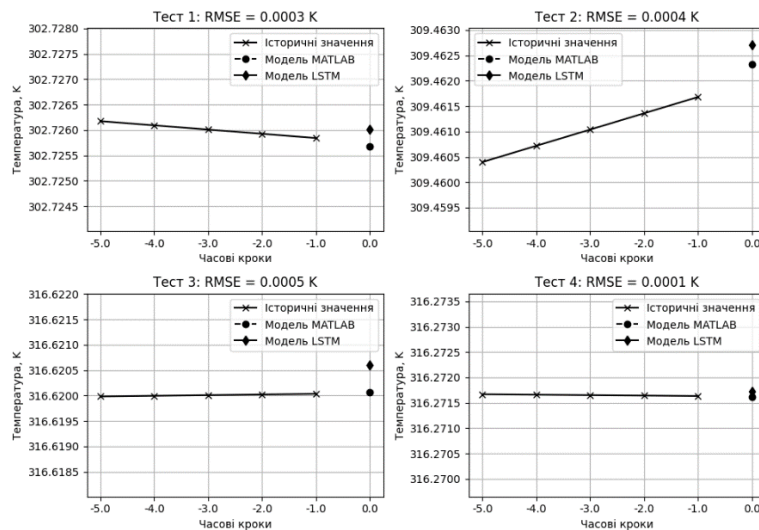 Тест 1: RMSE = 0.0003 K
302.7280
302.7275
302.7270
302.7265
302.7260
302.7255
302.7250
302.7245
Температура, K
Історичні значення
Модель MATLAB
Модель LSTM
-5.0 -4.0 -3.0 -2.0 -1.0 0.0
Часові кроки
Тест 2: RMSE = 0.0004 K
309.4630
309.4625
309.4620
309.4615
309.4610
309.4605
309.4600
309.4595
Температура, K
Історичні значення
Модель MATLAB
Модель LSTM
-5.0 -4.0 -3.0 -2.0 -1.0 0.0
Часові кроки
Тест 3: RMSE = 0.0005 K
316.6220
316.6215
316.6210
316.6205
316.6200
316.6195
316.6190
316.6185
Температура, K
Історичні значення
Модель MATLAB
Модель LSTM
-5.0 -4.0 -3.0 -2.0 -1.0 0.0
Часові кроки
Тест 4: RMSE = 0.0001 K
316.2735
316.2730
316.2725
316.2720
316.2715
316.2710
316.2705
316.2700
Температура, K
Історичні значення
Модель MATLAB
Модель LSTM
-5.0 -4.0 -3.0 -2.0 -1.0 0.0
Часові кроки